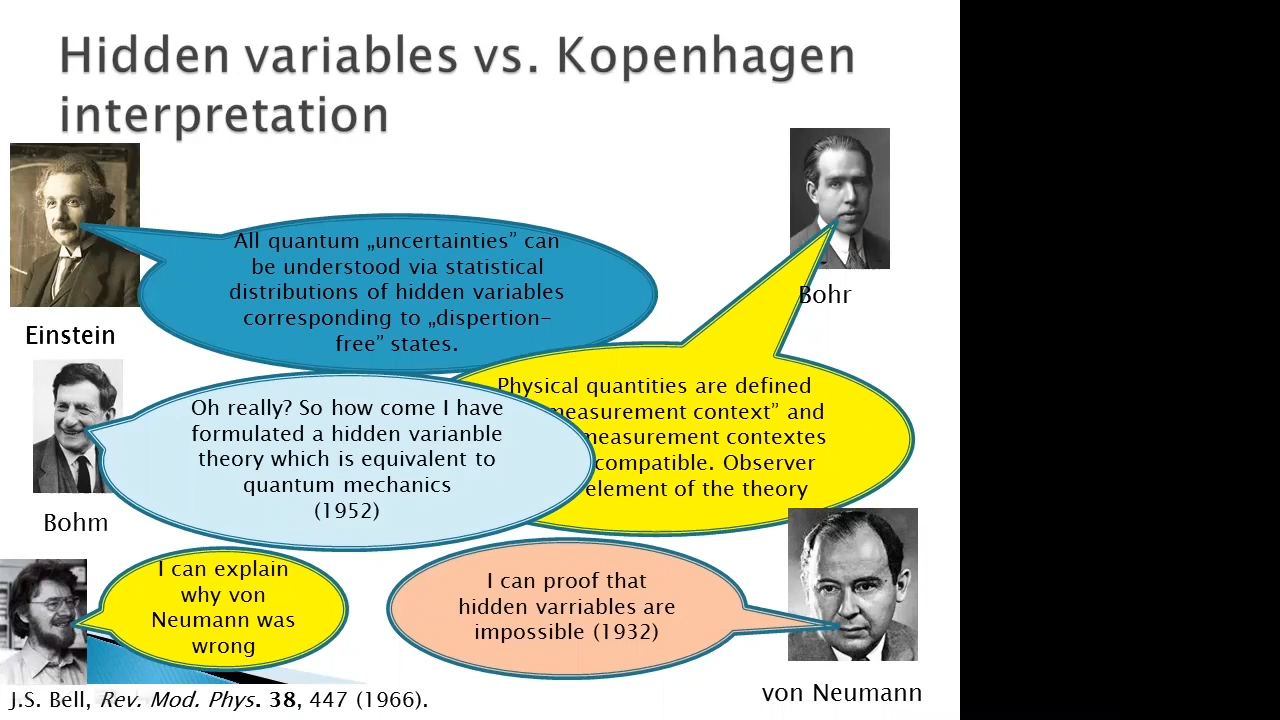 Hidden variables vs. Kopenhagen
interpretation
All quantum „uncertainties” can
be understood via statistical
distributions of hidden variables
corresponding to „dispertion-
free” states.
Einstein
Bohr
Physical quantities are defined
measurement context” and
measurement contextes
compatible. Observer
element of the theory
Oh really? So how come I have
formulated a hidden varianble
theory which is equivalent to
quantum mechanics
(1952)
Bohm
I can explain
why von
Neumann was
wrong
I can proof that
hidden varriables are
impossible (1932)
von Neumann
J.S. Bell, Rev. Mod. Phys. 38, 447 (1966).